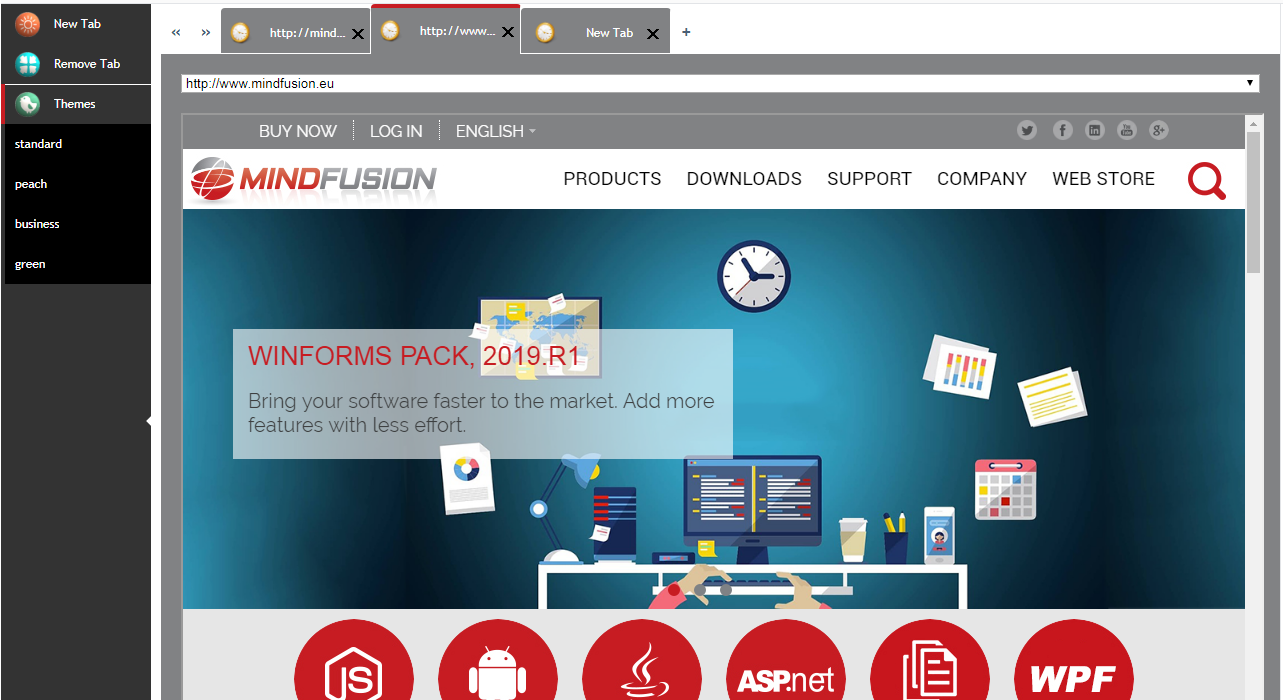 New Tab
Remove Tab
Themes
standard
peach
business
green
« » http://mind... http://www... New Tab +
http://www.mindfusion.eu
BUY NOW LOG IN ENGLISH
MINDFUSION
PRODUCTS DOWNLOADS SUPPORT COMPANY WEB STORE
WINFORMS PACK, 2019.R1
Bring your software faster to the market. Add more
features with less effort.
JS ASP.net WPF